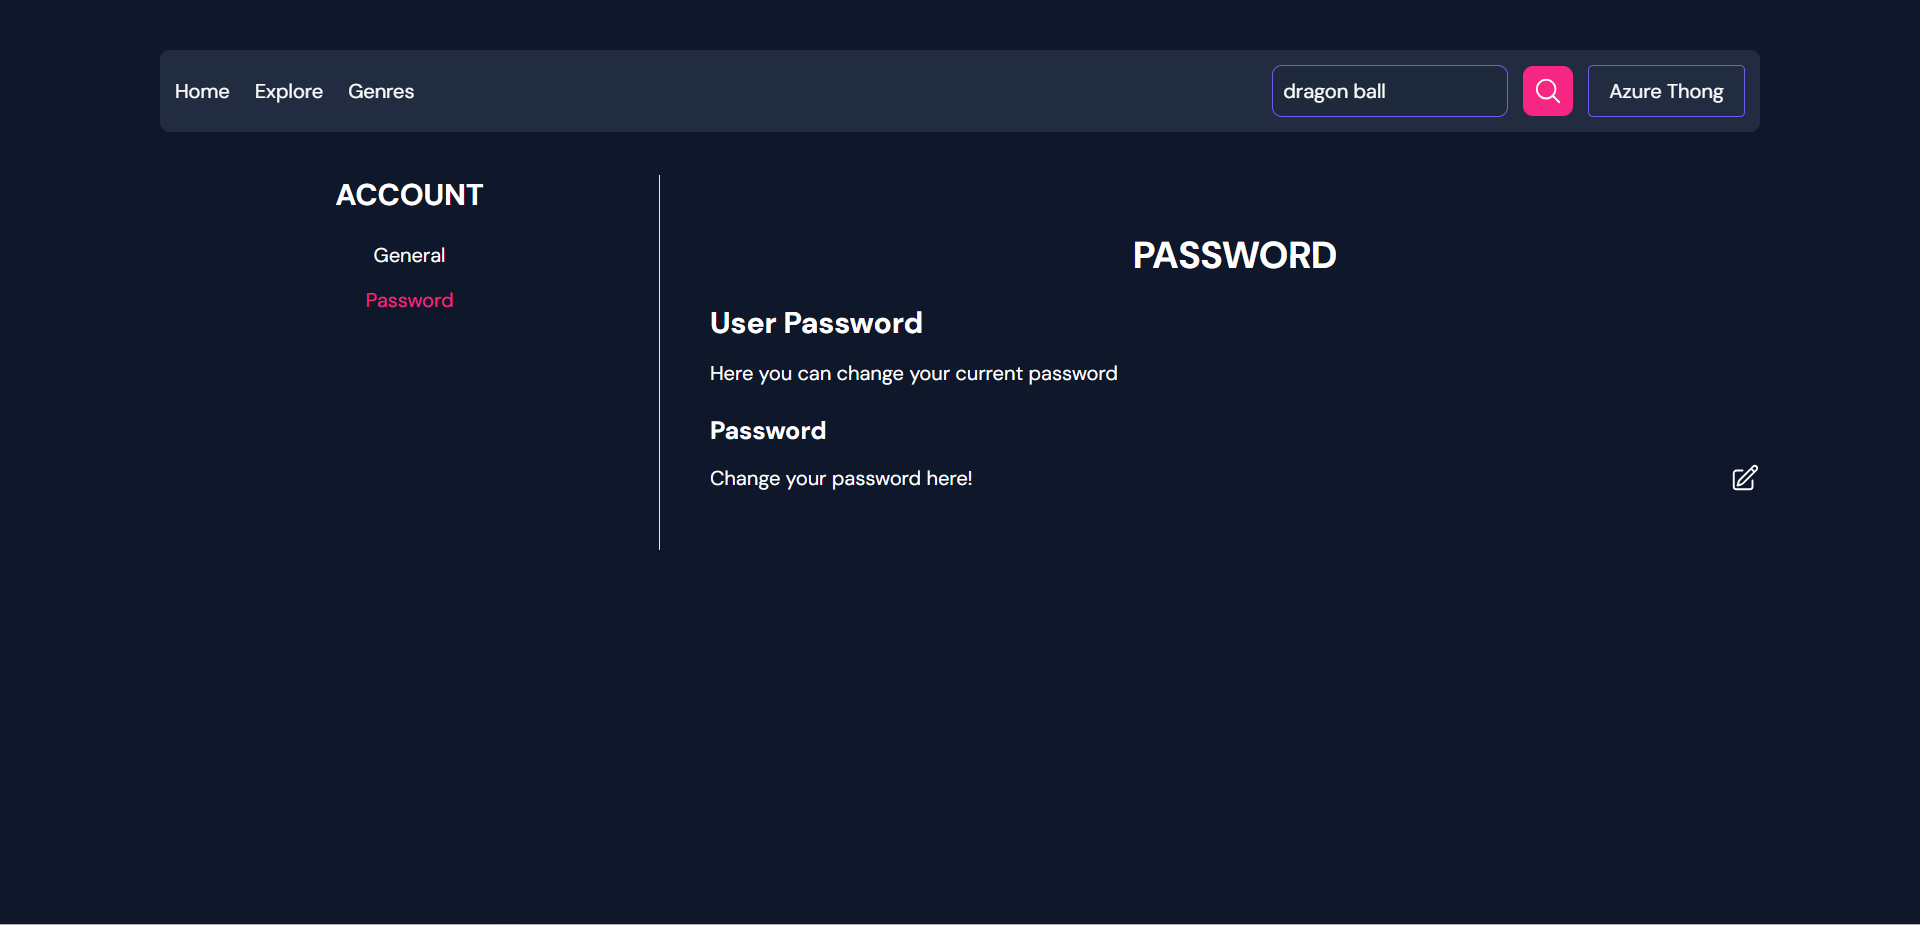 Home Explore Genres dragon ball Azure Thong
ACCOUNT
General
Password
PASSWORD
User Password
Here you can change your current password
Password
Change your password here!